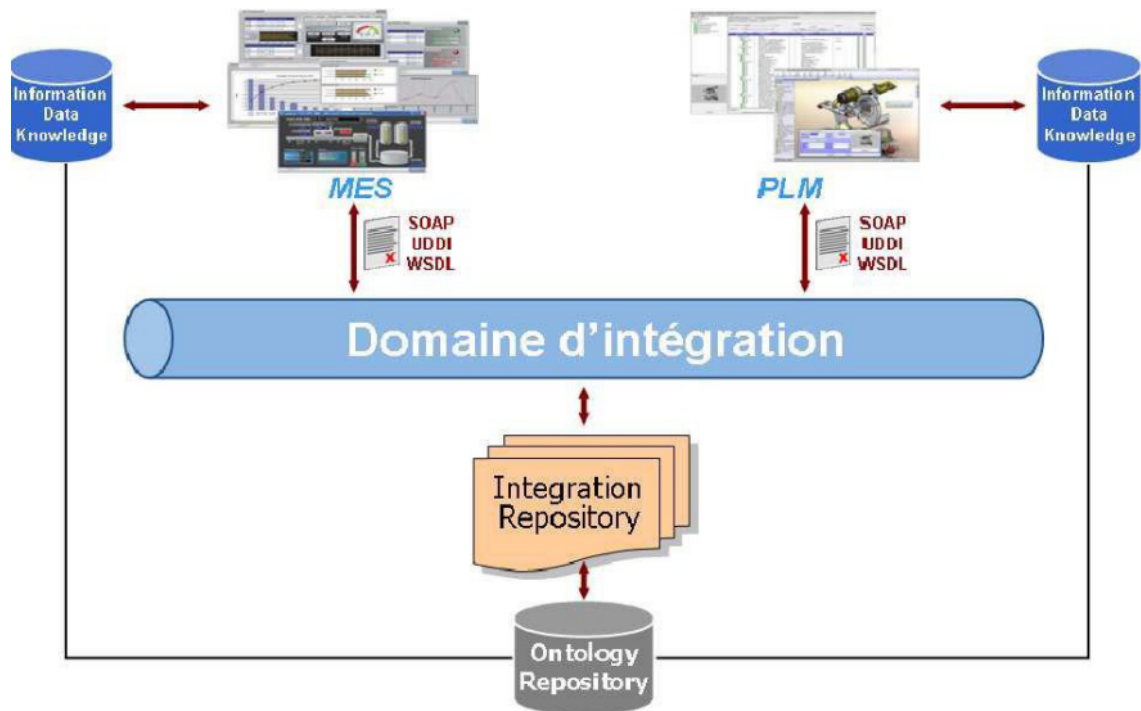 Information
Data
Knowledge
MES
PLM
Information
Data
Knowledge
SOAP
UDDI
WSDL
SOAP
UDDI
WSDL
Domaine d'intégration
Integration
Repository
Ontology
Repository